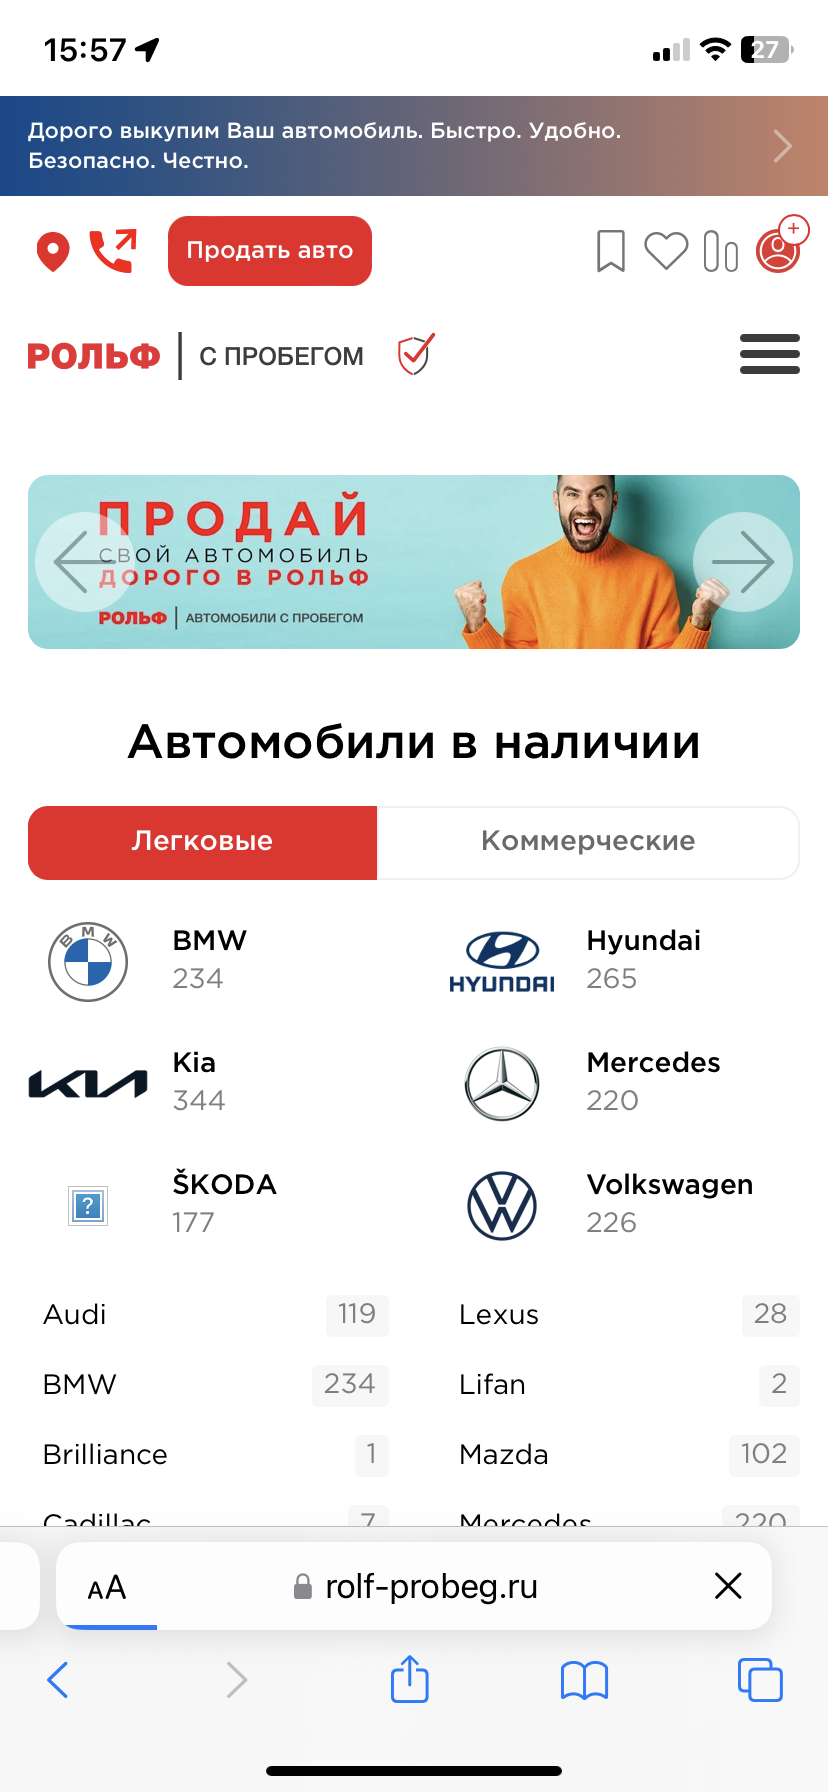 15:57
27
Дорого выкупим Ваш автомобиль. Быстро. Удобно.
Безопасно. Честно.
Продать авто
РОЛЬФ | С ПРОБЕГОМ
ПРОДАЙ
СВОЙ АВТОМОБИЛЬ
ДОРОГО В РОЛЬФ
РОЛЬФ | АВТОМОБИЛИ С ПРОБЕГОМ
Автомобили в наличии
Легковые
Коммерческие
BMW
BMW
234
HYUNDAI
Hyundai
265
KIA
Kia
344
Mercedes
220
?
ŠKODA
177
Volkswagen
226
Audi 119
Lexus 28
BMW 234
Lifan 2
Brilliance 1
Mazda 102
Cadillac 7
Mercedes 220
AA
rolf-probeg.ru